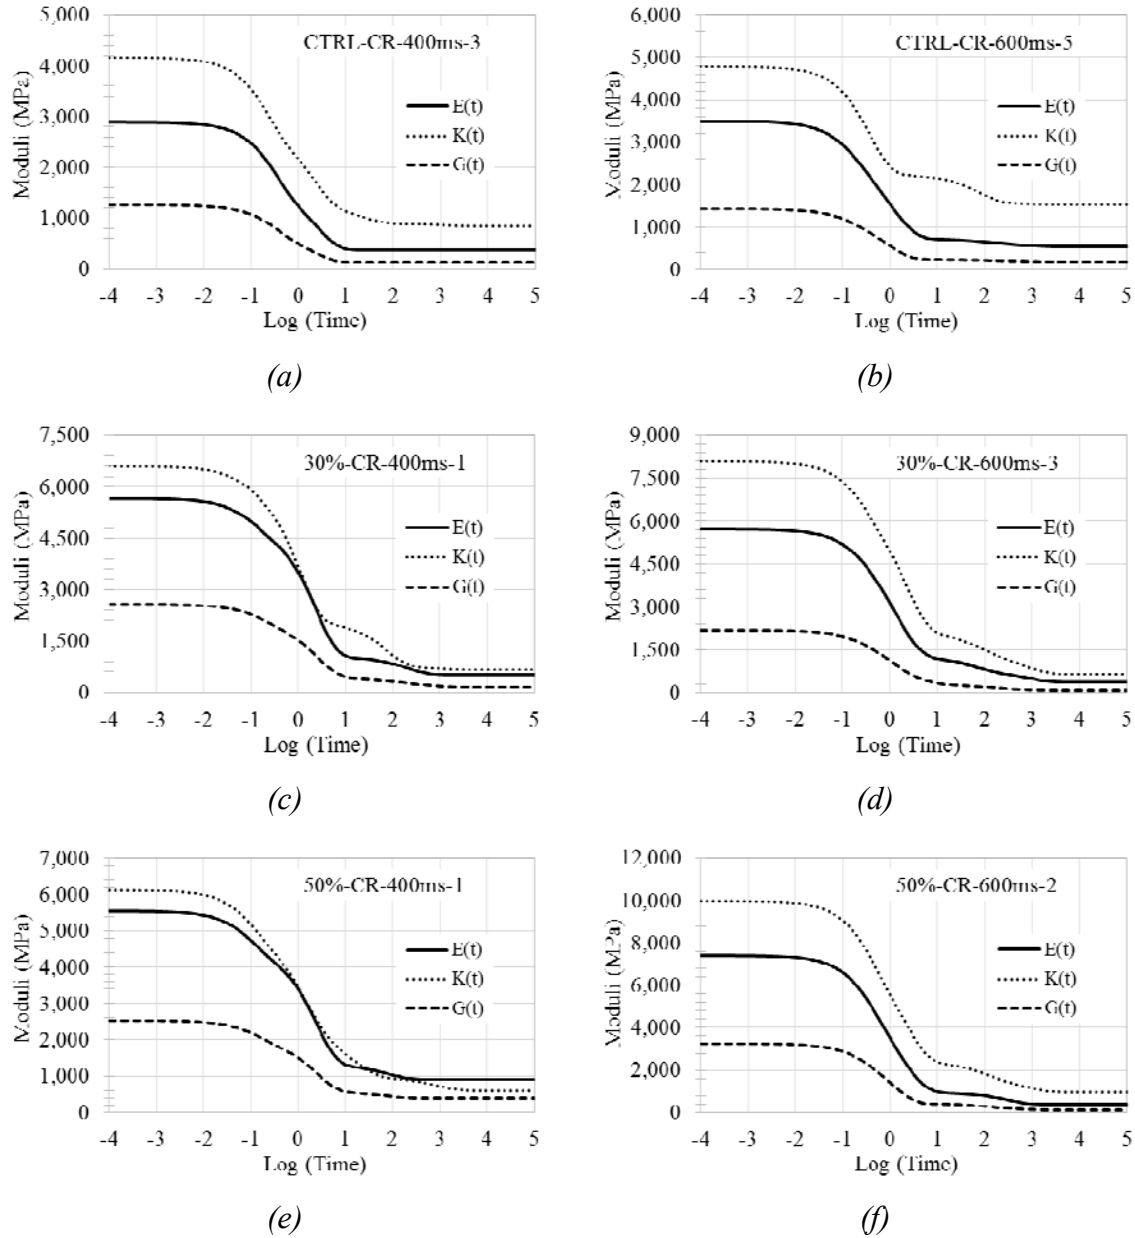 5,000
4,000
3,000
2,000
1,000
0
Moduli (MPa)
CTRL-CR-400ms-3
E(t)
K(t)
G(t)
-4 -3 -2 -1 0 1 2 3 4 5
Log (Time)
(a)
6,000
5,000
4,000
3,000
2,000
1,000
0
Moduli (MPa)
CTRL-CR-600ms-5
E(t)
K(t)
G(t)
-4 -3 -2 -1 0 1 2 3 4 5
Log (Time)
(b)
7,500
6,000
4,500
3,000
1,500
0
Moduli (MPa)
30%-CR-400ms-1
E(t)
K(t)
G(t)
-4 -3 -2 -1 0 1 2 3 4 5
Log (Time)
(c)
9,000
7,500
6,000
4,500
3,000
1,500
0
Moduli (MPa)
30%-CR-600ms-3
E(t)
K(t)
G(t)
-4 -3 -2 -1 0 1 2 3 4 5
Log (Time)
(d)
7,000
6,000
5,000
4,000
3,000
2,000
1,000
0
Moduli (MPa)
50%-CR-400ms-1
E(t)
K(t)
G(t)
-4 -3 -2 -1 0 1 2 3 4 5
Log (Time)
(e)
12,000
10,000
8,000
6,000
4,000
2,000
0
Moduli (MPa)
50%-CR-600ms-2
E(t)
K(t)
G(t)
-4 -3 -2 -1 0 1 2 3 4 5
Log (Time)
(f)